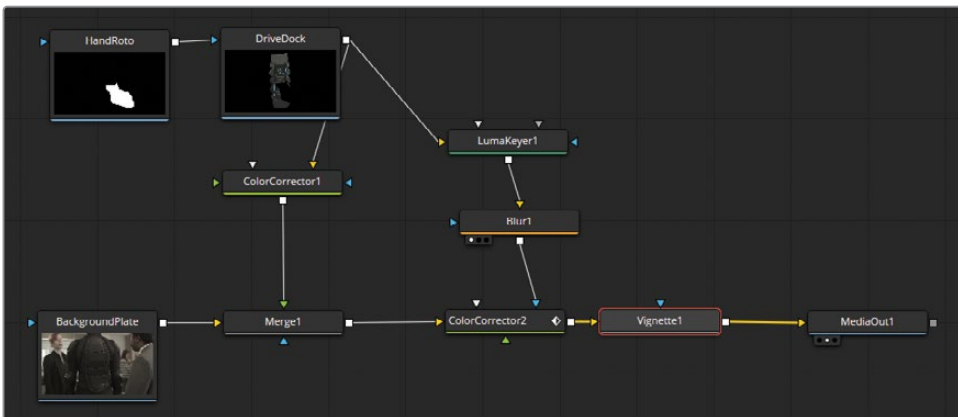 HandRoto
DriveDock
LumaKeyer1
ColorCorrector1
Blur1
BackgroundPlate
Merge1
ColorCorrector2
Vignette1
MediaOut1